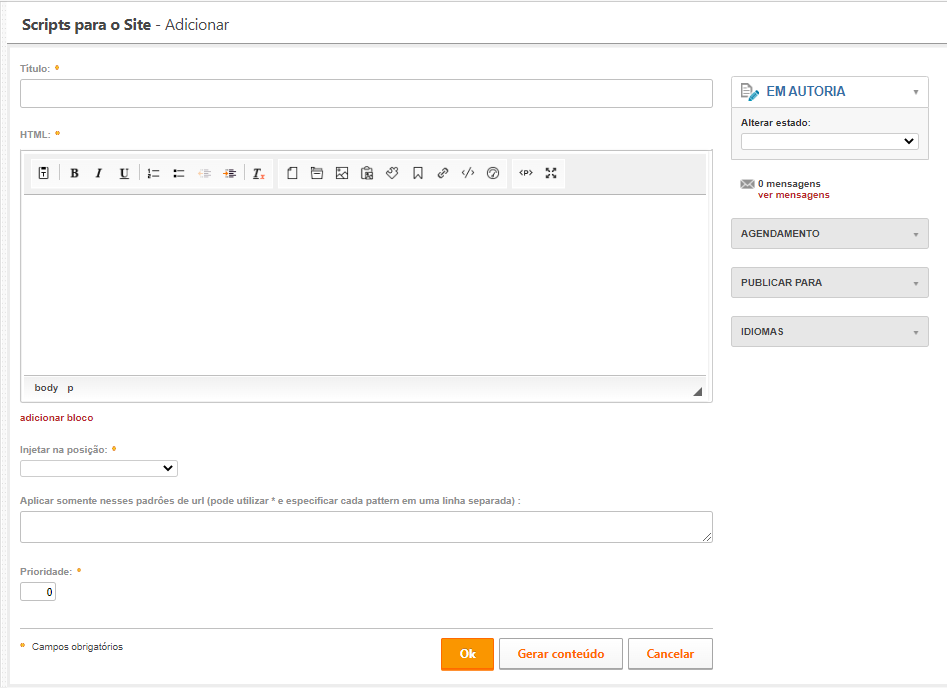 Scripts para o Site - Adicionar
Título:
HTML:
B I U
body p
adicionar bloco
Injetar na posição:
Aplicar somente nesses padrões de url (pode utilizar * e especificar cada pattern em uma linha separada) :
Prioridade:
0
Campos obrigatórios
Ok Gerar conteúdo Cancelar
EM AUTORIA
Alterar estado:
0 mensagens
ver mensagens
AGENDAMENTO
PUBLICAR PARA
IDIOMAS